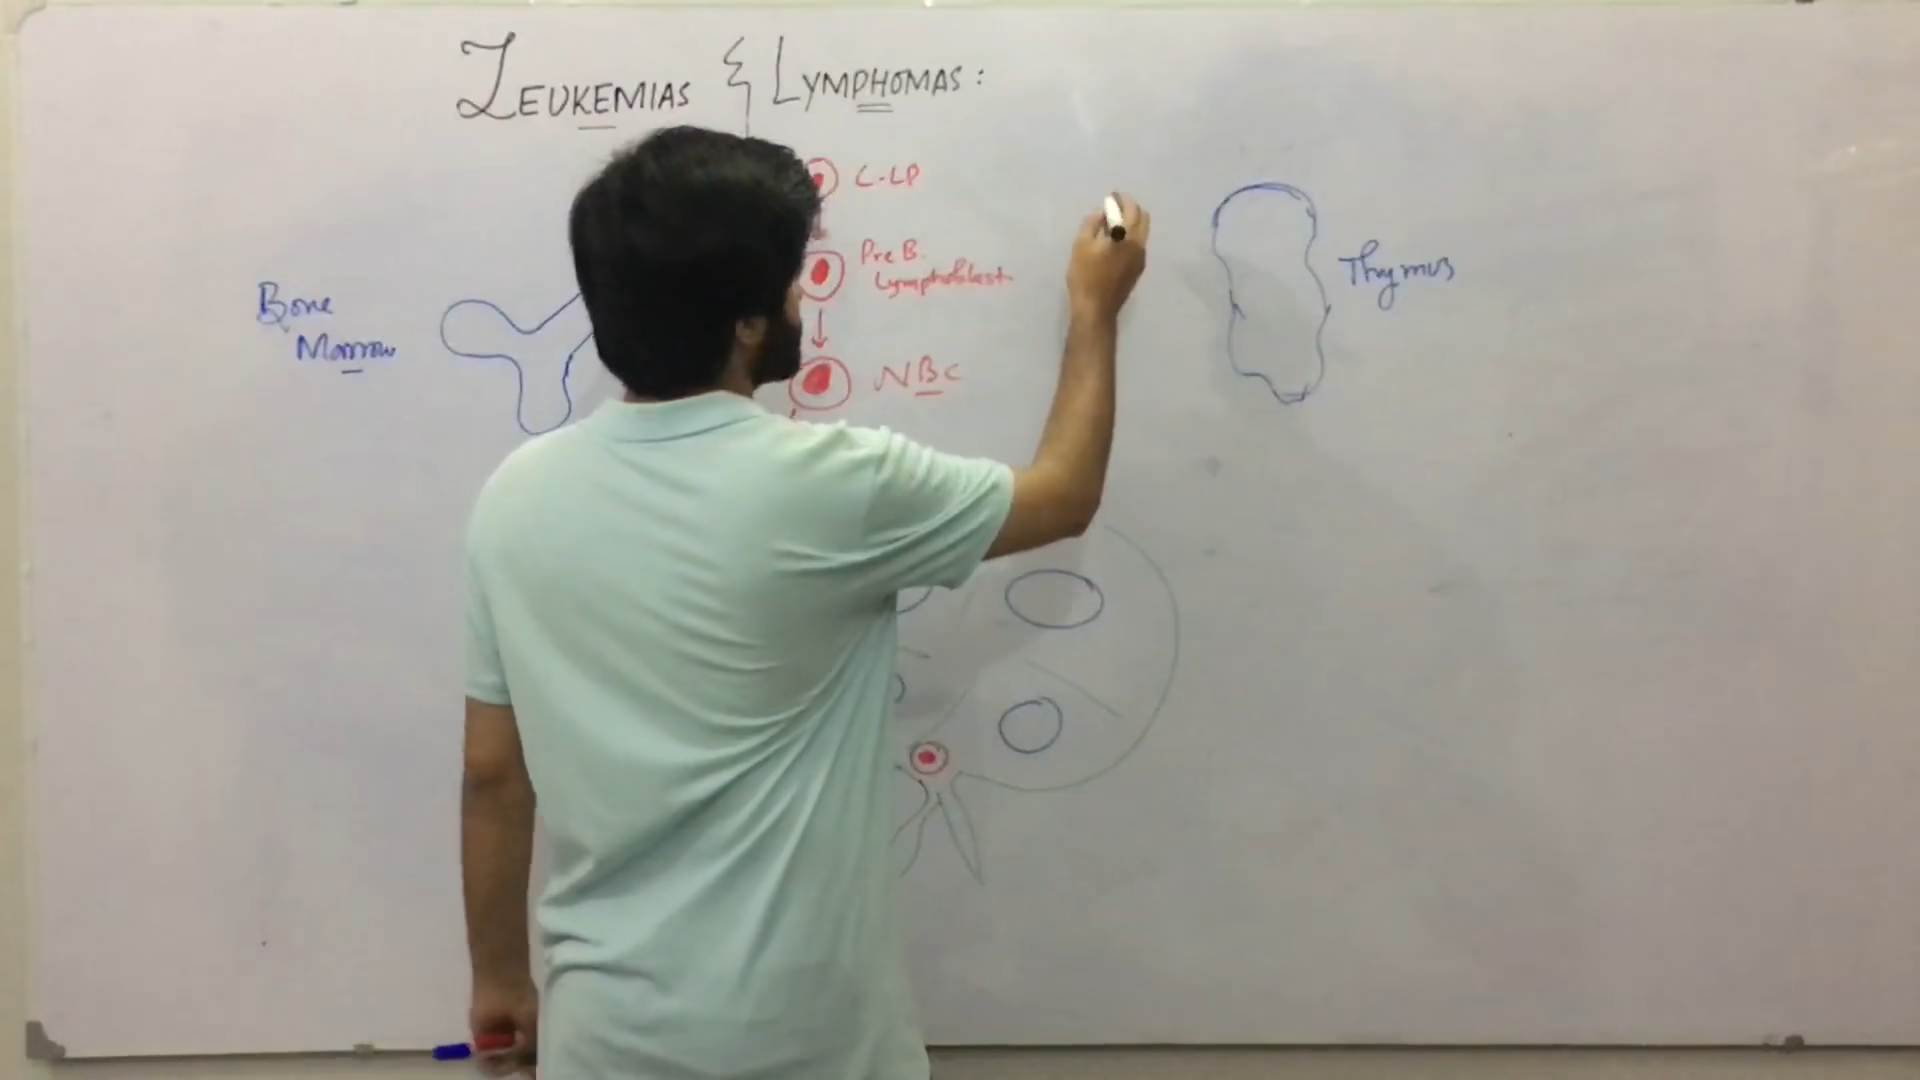 LEUKEMIAS & LYMPHOMAS:
C-LP
Pre B.
Lymphoblast
NBC
Bone
Marrow
Thymus